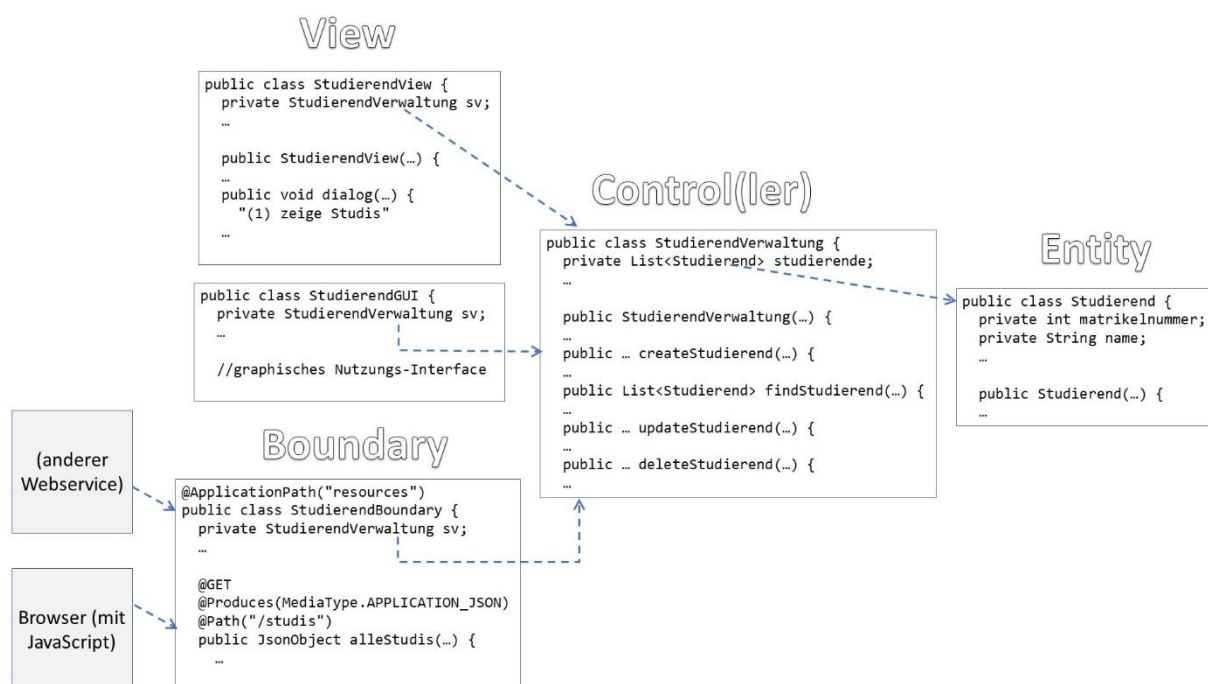 View
public class StudierendView {
private StudierendVerwaltung sv;
…
public StudierendView(…) {
…
public void dialog(…) {
"(1) zeige Studis"
…
public class StudierendGUI {
private StudierendVerwaltung sv;
…
//graphisches Nutzungs-Interface
Control(ler)
public class StudierendVerwaltung {
private List<Studierend> studierende;
…
public StudierendVerwaltung(…) {
…
public … createStudierend(…) {
…
public List<Studierend> findStudierend(…) {
…
public … updateStudierend(…) {
…
public … deleteStudierend(…) {
…
Entity
public class Studierend {
private int matrikelnummer;
private String name;
…
public Studierend(…) {
…
(anderer
Webservice)
Browser (mit
JavaScript)
Boundary
@ApplicationPath("resources")
public class StudierendBoundary {
private StudierendVerwaltung sv;
…
@GET
@Produces(MediaType.APPLICATION_JSON)
@Path("/studis")
public JsonObject alleStudis(…) {
…